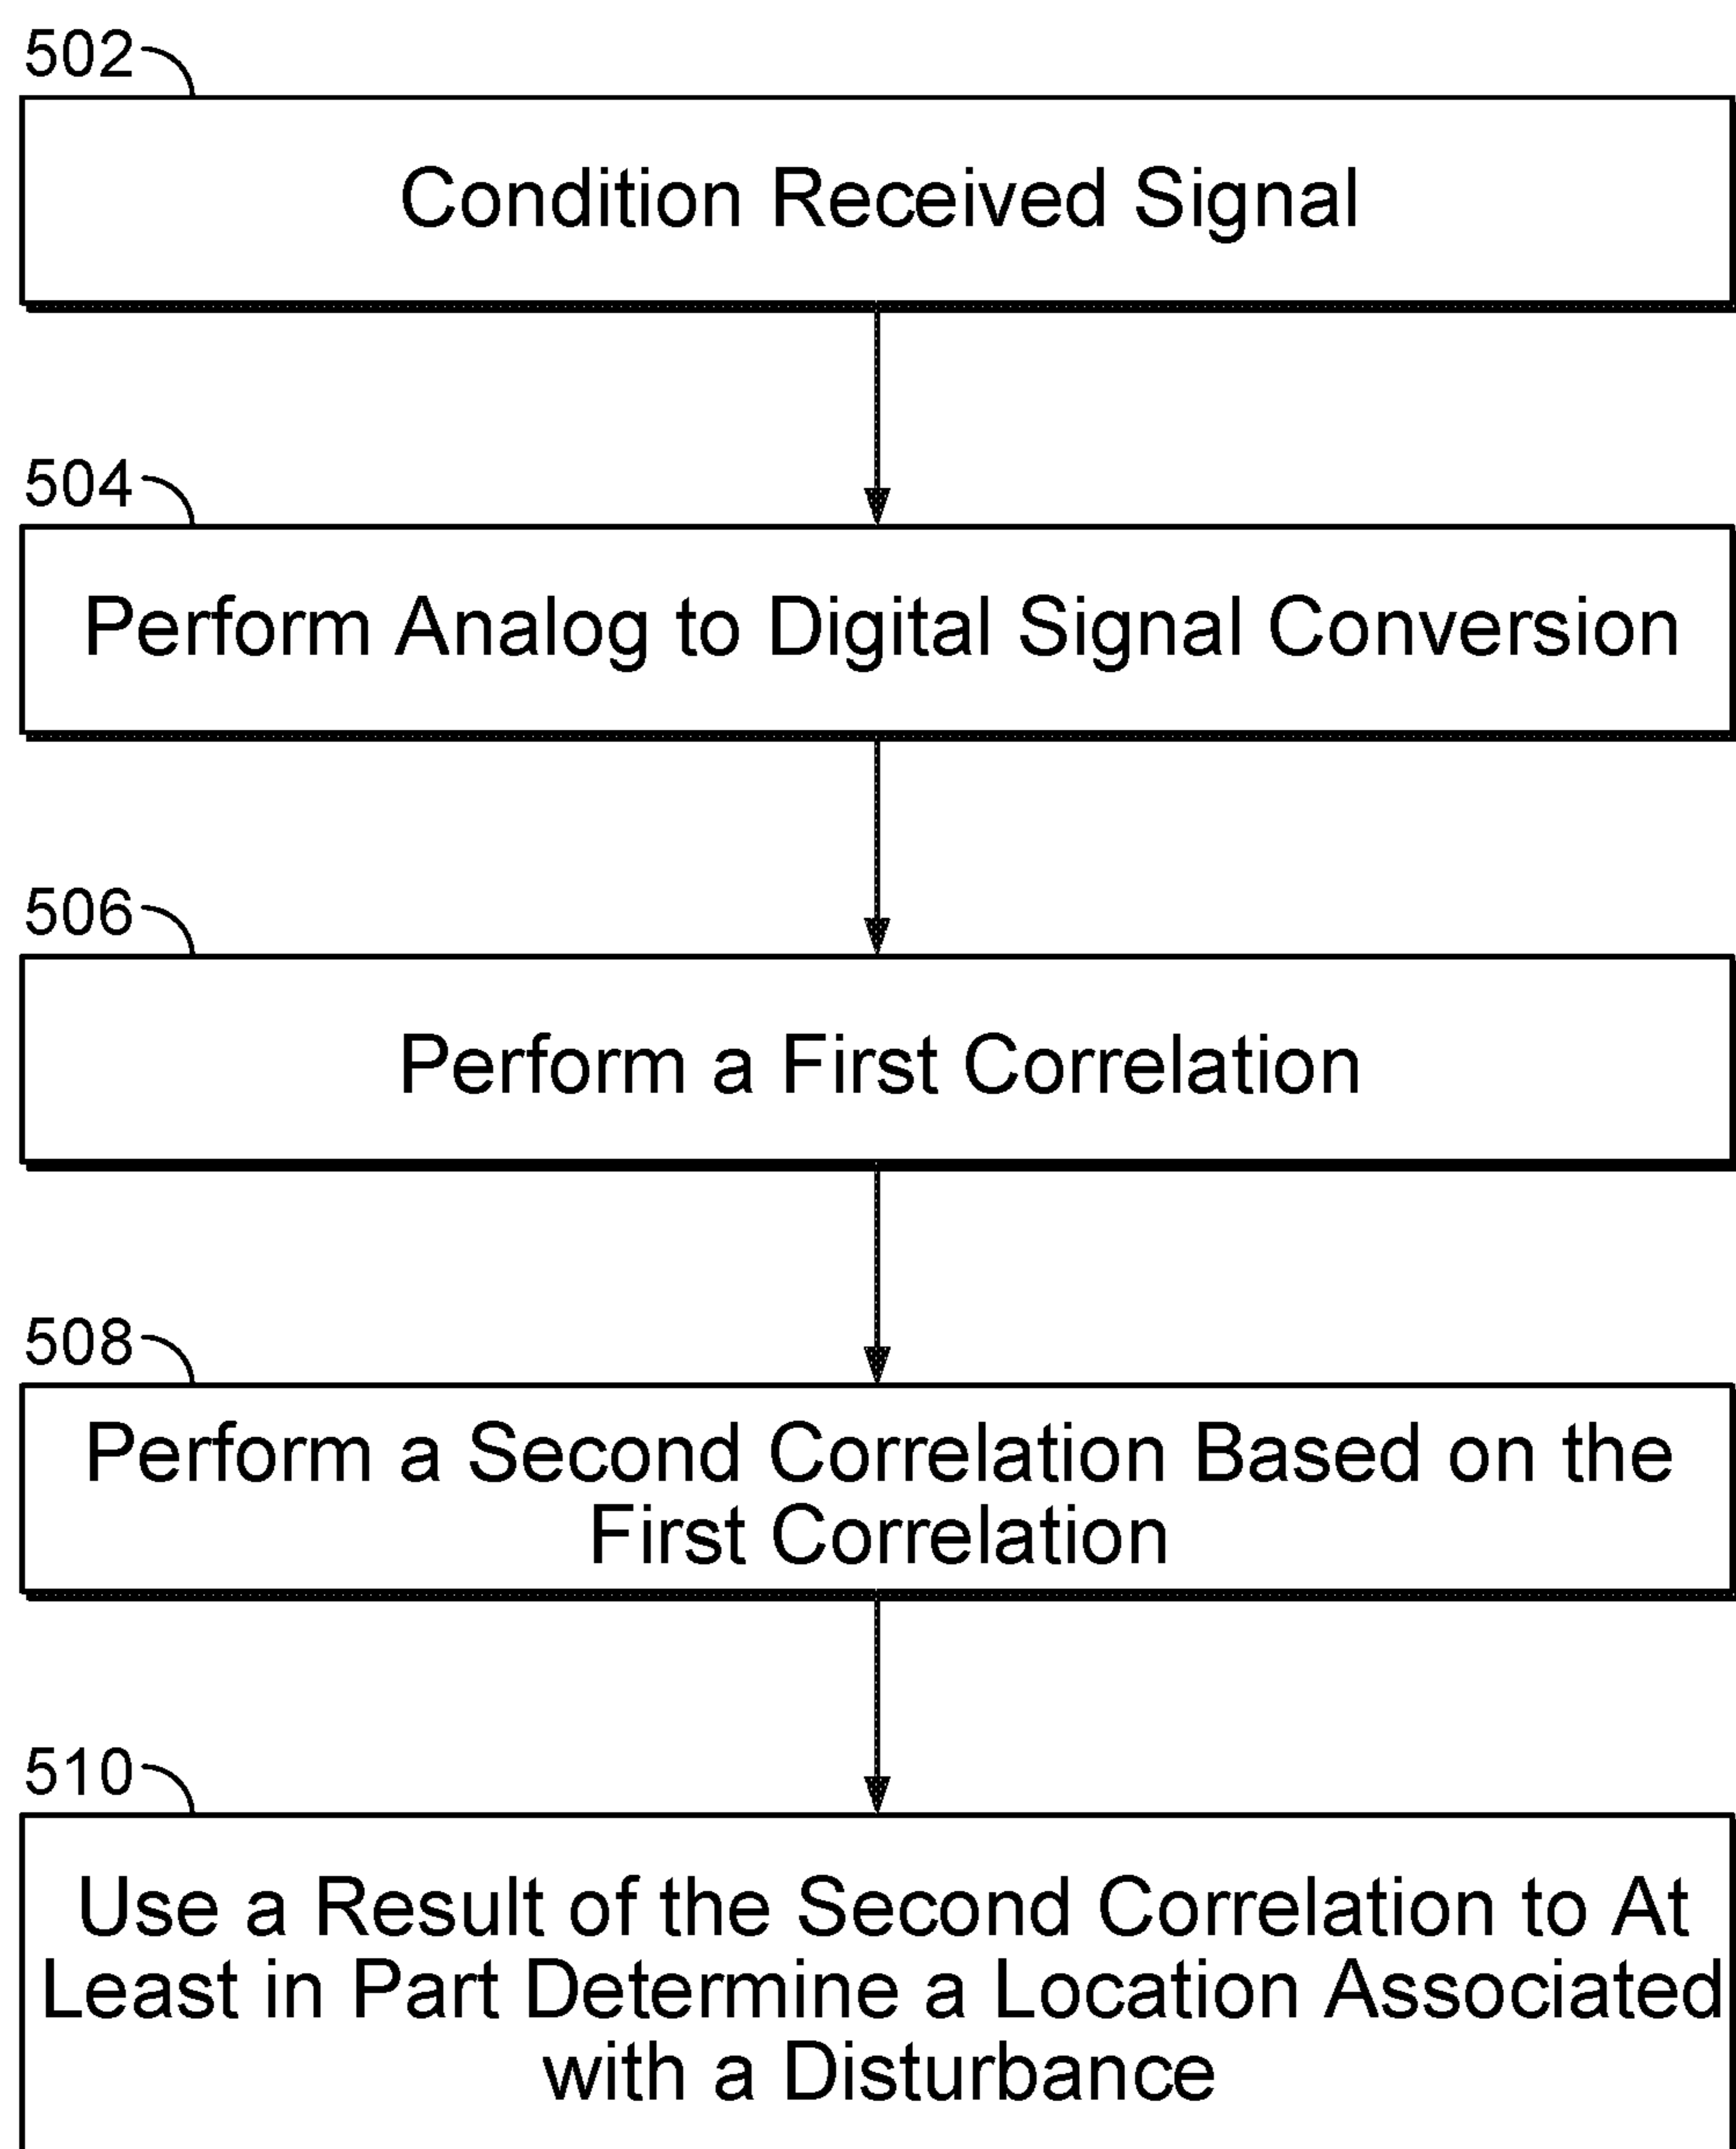 502
Condition Received Signal
504
Perform Analog to Digital Signal Conversion
506
Perform a First Correlation
508
Perform a Second Correlation Based on the
First Correlation
510
Use a Result of the Second Correlation to At
Least in Part Determine a Location Associated
with a Disturbance